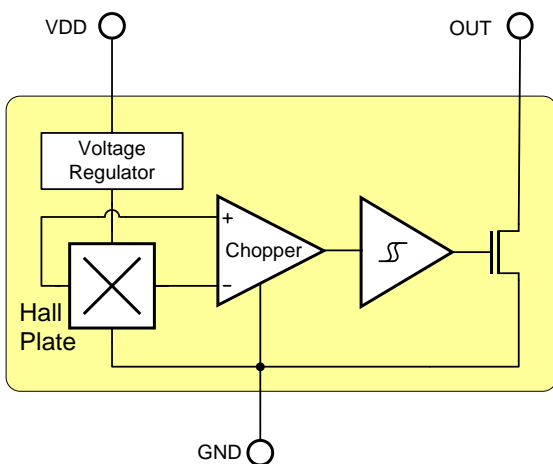 VDD
OUT
Voltage
Regulator
+
Chopper
−
Hall
Plate
GND